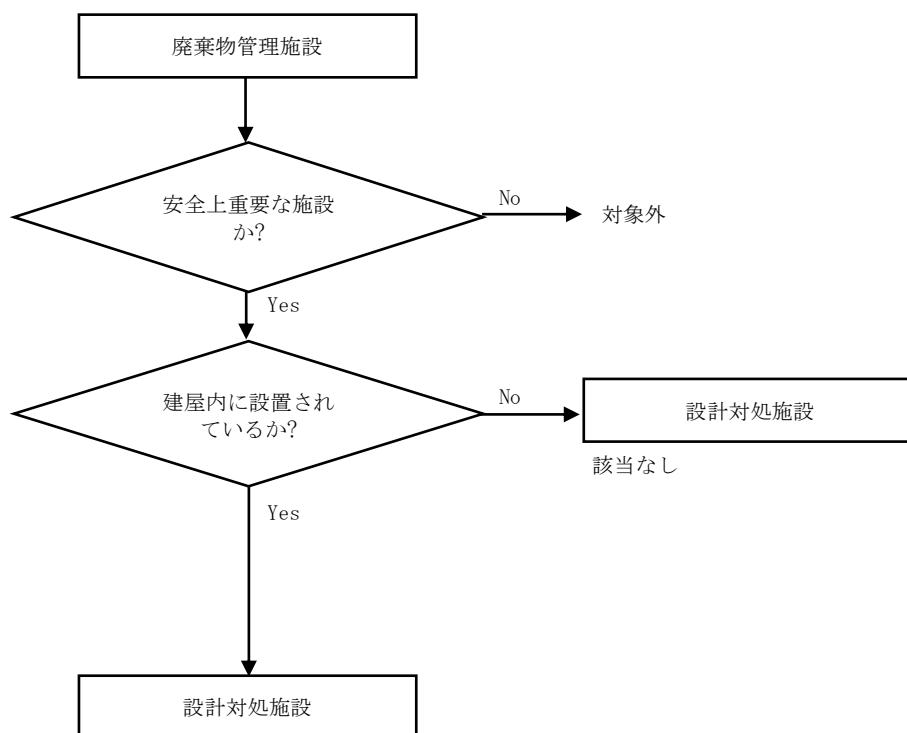 廃棄物管理施設
安全上重要な施設
か?
No
対象外
Yes
建屋内に設置され
ているか?
No
設計対処施設
該当なし
Yes
設計対処施設